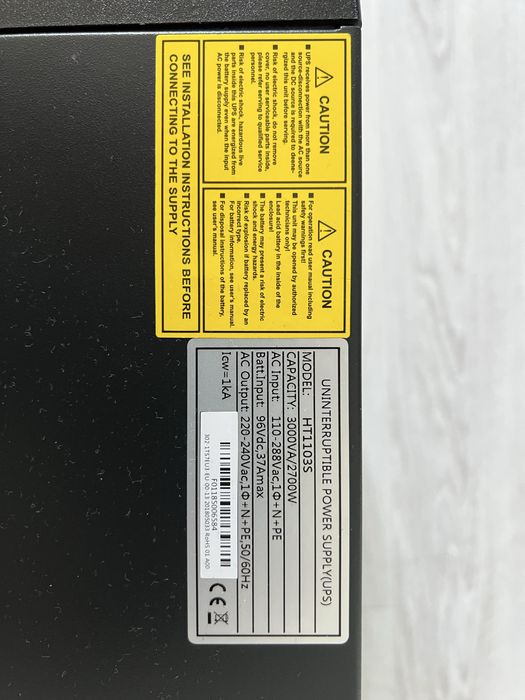 CAUTION
■ UPS receives power from more than one
source-disconnection with the AC source
and the DC source is required to deene-
rgized this unit before serving.
■ Risk of electric shock, do not remove
cover, no user serviceable parts inside,
please refer serving to qualified service
personnel.
■ Risk of electric shock, hazardous live
parts inside this UPS are energized from
the battery supply even when the input
AC power is disconnected.
CAUTION
■ For operation read user maual including
safety warnings first!
■ This unit may be opened by authorized
technicians only!
■ Lead acid battery in the inside of the
enclosure!
■ The battery may present a risk of electric
shock and energy hazards.
■ Risk of explosion if battery replaced by an
incorrect type.
For battery information, see user's manual.
■ For disposal instructions of the battery,
see user's manual.
SEE INSTALLATION INSTRUCTIONS BEFORE
CONNECTING TO THE SUPPLY
UNINTERRUPTIBLE POWER SUPPLY(UPS)
MODEL: HT1103S
CAPACITY: 3000VA/2700W
AC Input: 110-288Vac,1Φ+N+PE
Batt.Input: 96Vdc,37Amax
AC Output: 220-240Vac,1Φ+N+PE,50/60Hz
Icw=1kA
F01185006584
CE